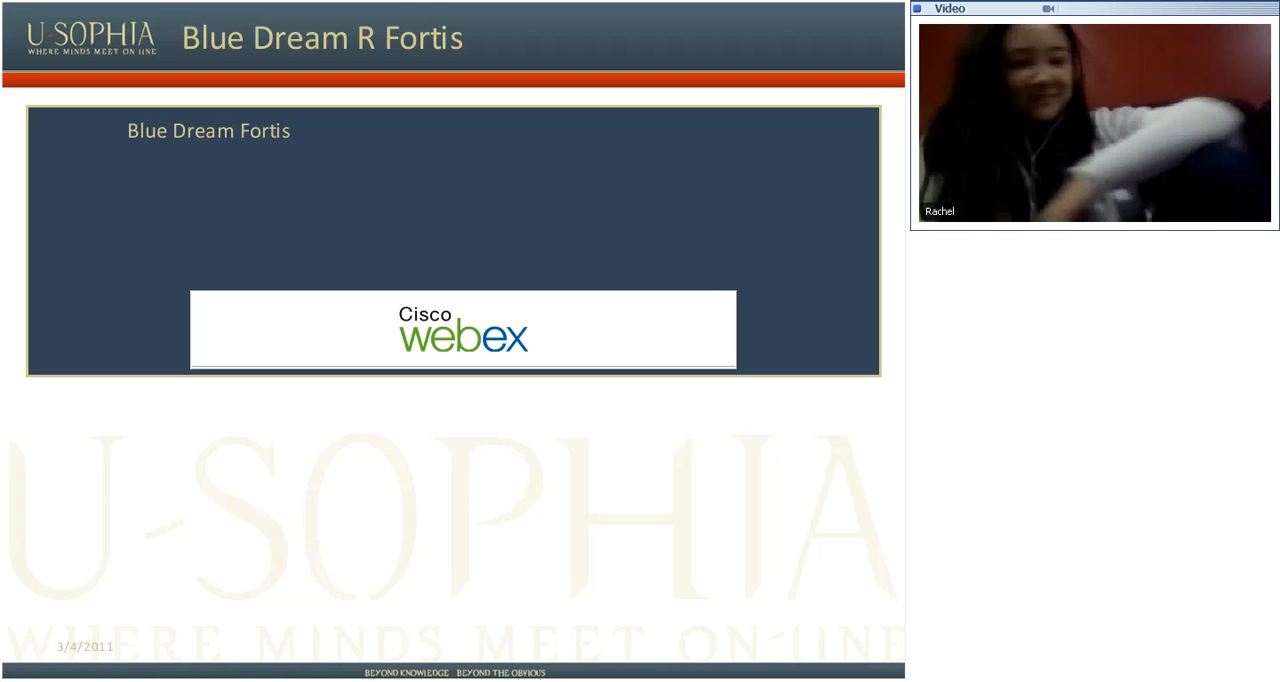 U-SOPHIA
WHERE MINDS MEET ON-LINE
Blue Dream R Fortis
Blue Dream Fortis
Cisco
webex
U-SOPHIA
WHERE MINDS MEET ON-LINE
3/4/2011
BEYOND KNOWLEDGE BEYOND THE OBVIOUS
Video
Rachel